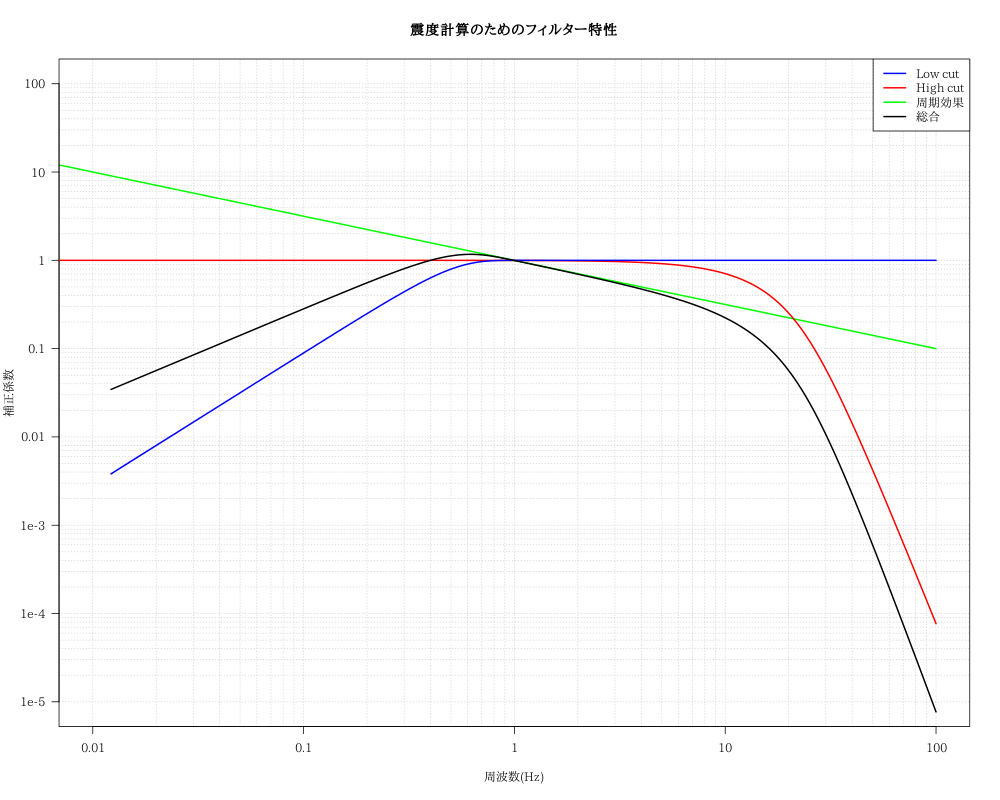 震度計算のためのフィルター特性
Low cut
High cut
周期効果
総合
100
10
1
0.1
0.01
1e-3
1e-4
1e-5
補正係数
0.01
0.1
1
10
100
周波数(Hz)